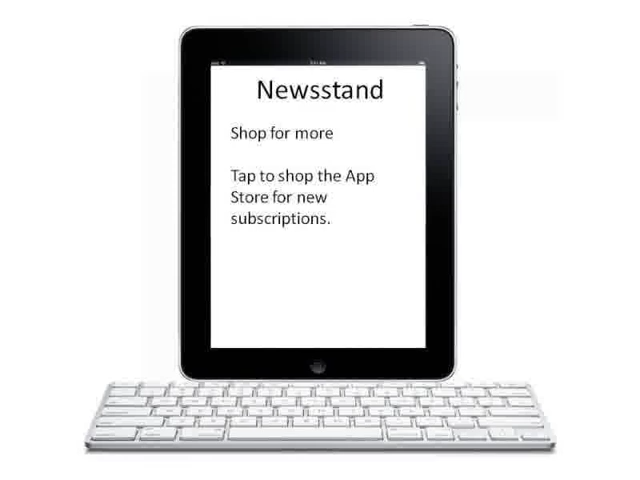 Newsstand
Shop for more
Tap to shop the App
Store for new
subscriptions.